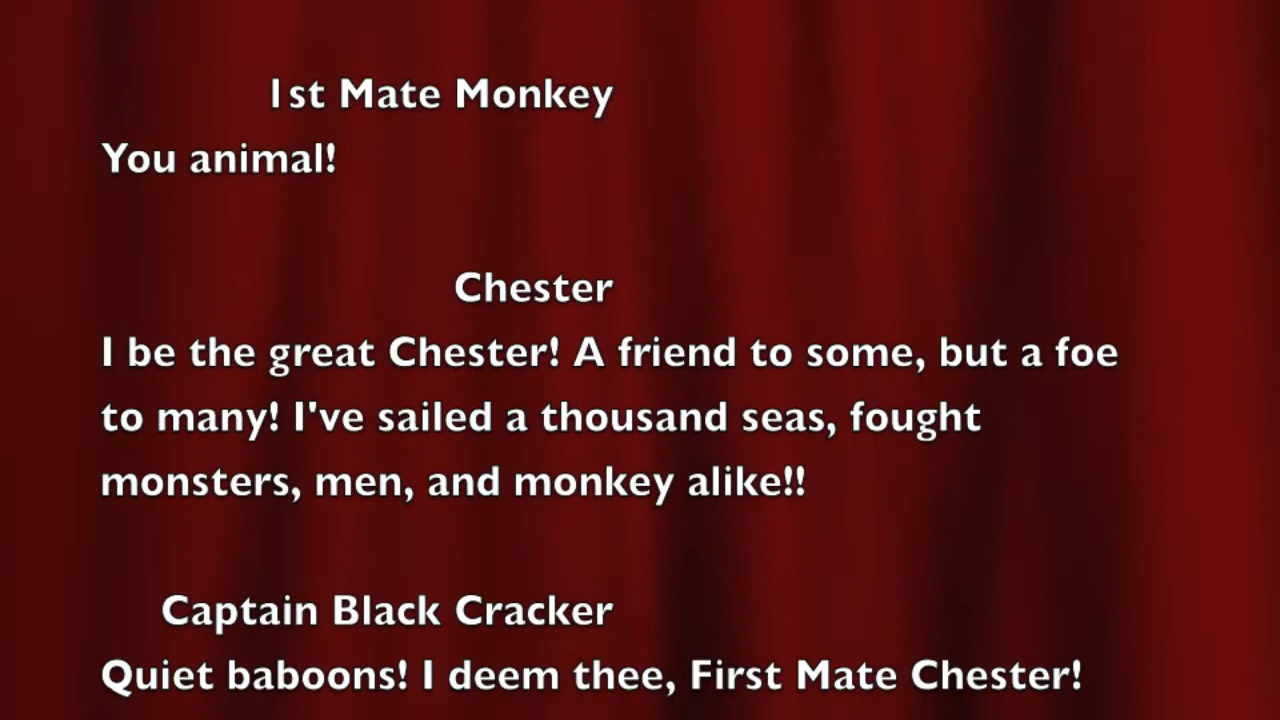 1st Mate Monkey
You animal!
Chester
I be the great Chester! A friend to some, but a foe
to many! I've sailed a thousand seas, fought
monsters, men, and monkey alike!!
Captain Black Cracker
Quiet baboons! I deem thee, First Mate Chester!